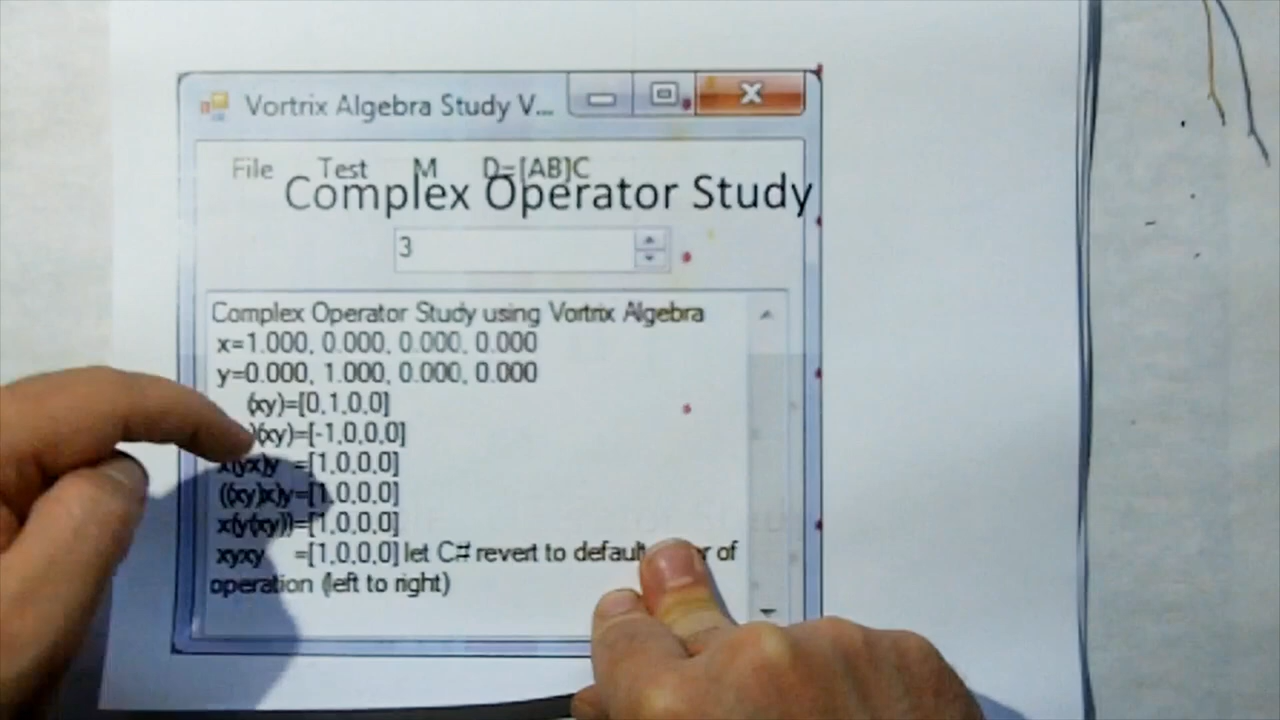 Vortrix Algebra Study V...
File Test M D=[AB]C
Complex Operator Study
3
Complex Operator Study using Vortrix Algebra
x=1.000, 0.000, 0.000, 0.000
y=0.000, 1.000, 0.000, 0.000
(xy)=[0,1,0,0]
)(xy)=[-1,0,0,0]
x(yx)y =[1,0,0,0]
((xy)x)y=[1,0,0,0]
x(y(xy))=[1,0,0,0]
xyxy =[1,0,0,0] let C# revert to default of
operation (left to right)